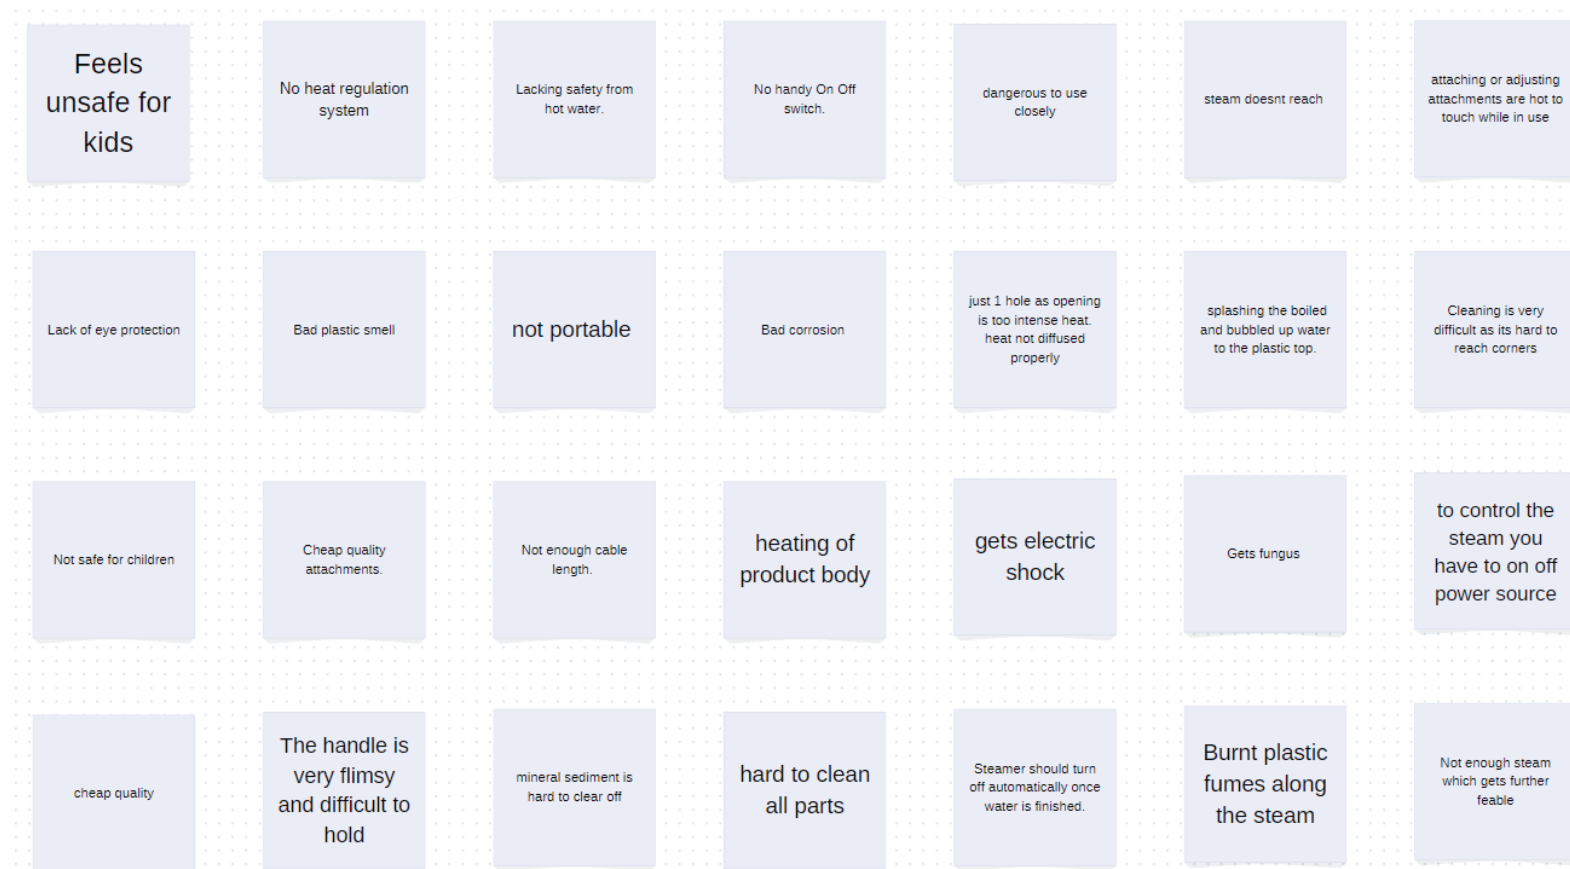 Feels
unsafe for
kids
No heat regulation
system
Lacking safety from
hot water.
No handy On Off
switch.
dangerous to use
closely
steam doesnt reach
attaching or adjusting
attachments are hot to
touch while in use
Lack of eye protection
Bad plastic smell
not portable
Bad corrosion
just 1 hole as opening
is too intense heat.
heat not diffused
properly
splashing the boiled
and bubbled up water
to the plastic top.
Cleaning is very
difficult as its hard to
reach corners
Not safe for children
Cheap quality
attachments.
Not enough cable
length.
heating of
product body
gets electric
shock
Gets fungus
to control the
steam you
have to on off
power source
cheap quality
The handle is
very flimsy
and difficult to
hold
mineral sediment is
hard to clear off
hard to clean
all parts
Steamer should turn
off automatically once
water is finished.
Burnt plastic
fumes along
the steam
Not enough steam
which gets further
feable